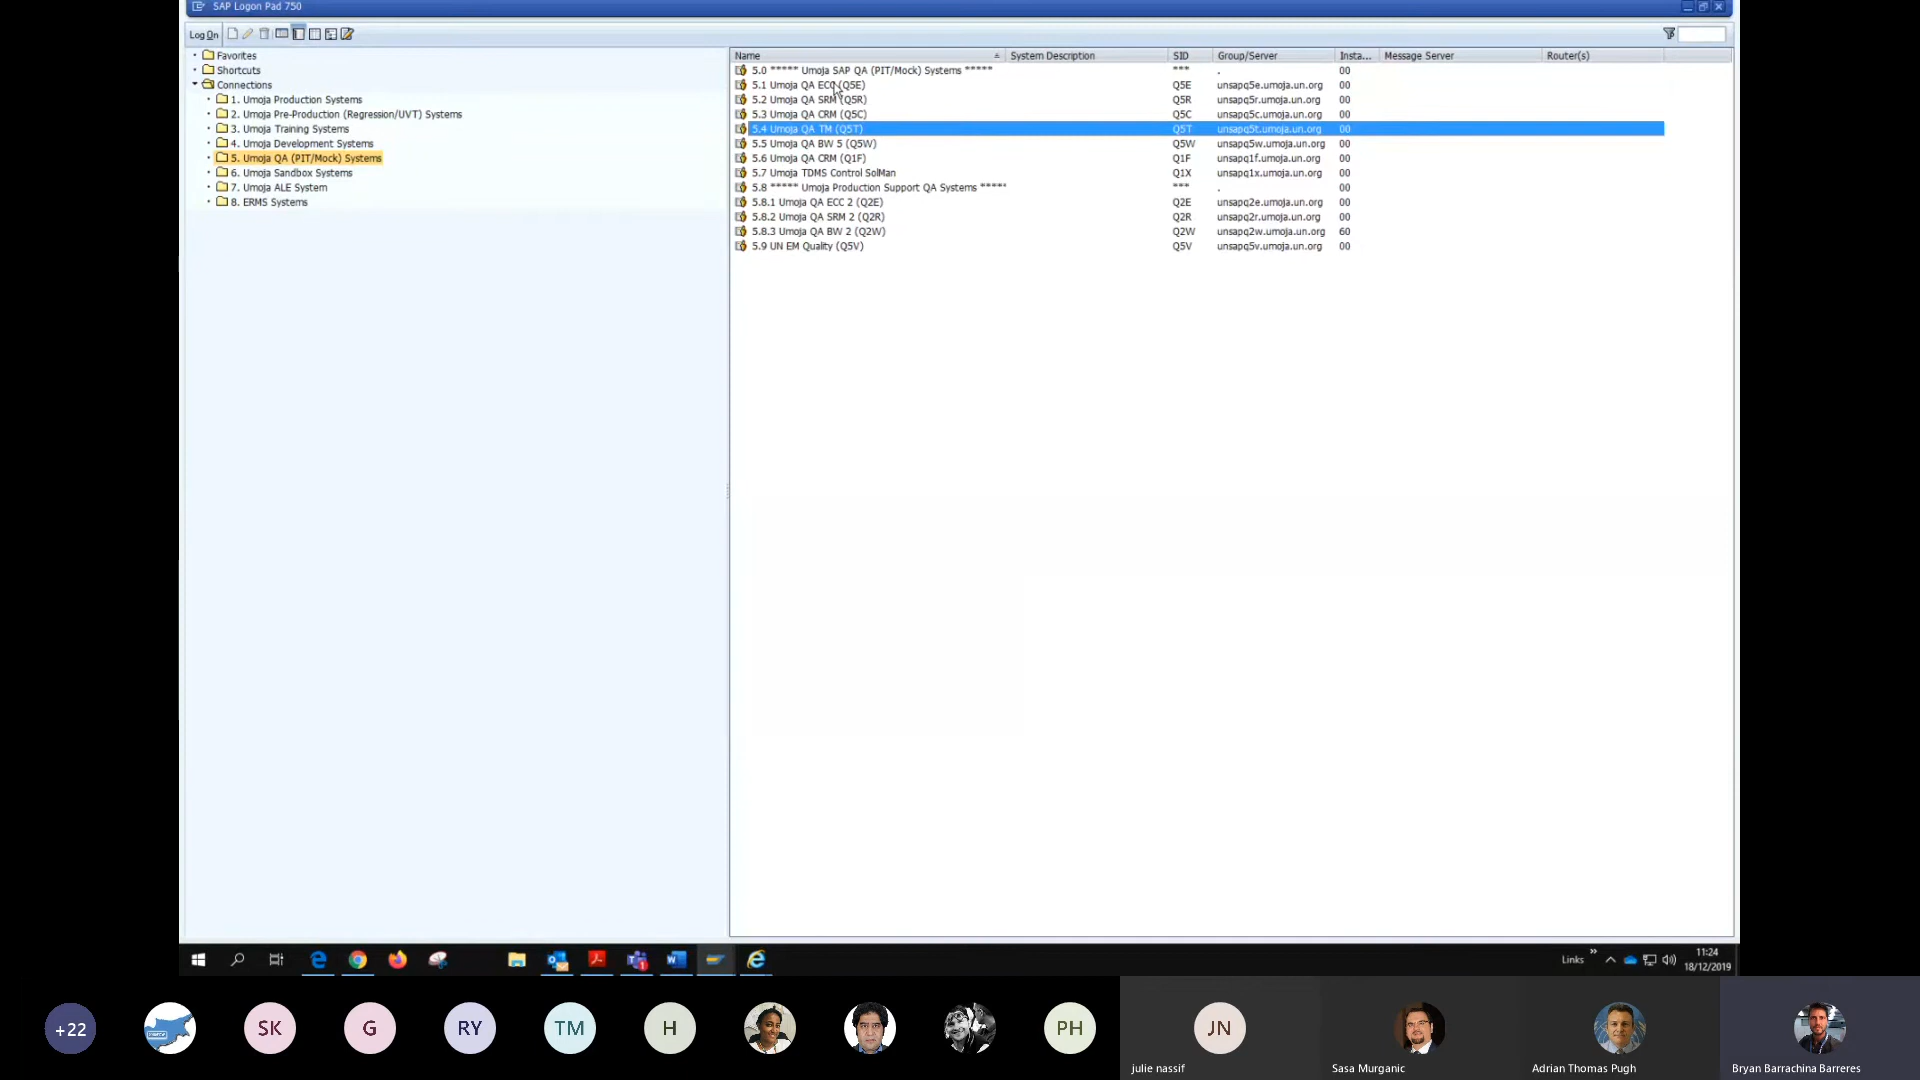 SAP Logon Pad 750
Log On
Favorites
Shortcuts
Connections
1. Umoja Production Systems
2. Umoja Pre-Production (Regression/UVT) Systems
3. Umoja Training Systems
4. Umoja Development Systems
5. Umoja QA (PIT/Mock) Systems
6. Umoja Sandbox Systems
7. Umoja ALE System
8. ERMS Systems
Name System Description SID Group/Server Insta... Message Server Router(s)
5.0 ***** Umoja SAP QA (PIT/Mock) Systems ***** *** . 00
5.1 Umoja QA ECC (Q5E) Q5E unsapq5e.umoja.un.org 00
5.2 Umoja QA SRM (Q5R) Q5R unsapq5r.umoja.un.org 00
5.3 Umoja QA CRM (Q5C) Q5C unsapq5c.umoja.un.org 00
5.4 Umoja QA TM (Q5T) Q5T unsapq5t.umoja.un.org 00
5.5 Umoja QA BW 5 (Q5W) Q5W unsapq5w.umoja.un.org 00
5.6 Umoja QA CRM (Q1F) Q1F unsapq1f.umoja.un.org 00
5.7 Umoja TDMS Control SolMan Q1X unsapq1x.umoja.un.org 00
5.8 ***** Umoja Production Support QA Systems ***** *** . 00
5.8.1 Umoja QA ECC 2 (Q2E) Q2E unsapq2e.umoja.un.org 00
5.8.2 Umoja QA SRM 2 (Q2R) Q2R unsapq2r.umoja.un.org 00
5.8.3 Umoja QA BW 2 (Q2W) Q2W unsapq2w.umoja.un.org 60
5.9 UN EM Quality (Q5V) Q5V unsapq5v.umoja.un.org 00
Links
11:24
18/12/2019
+22 SK G RY TM H PH JN
julie nassif Sasa Murganic Adrian Thomas Pugh Bryan Barrachina Barreres